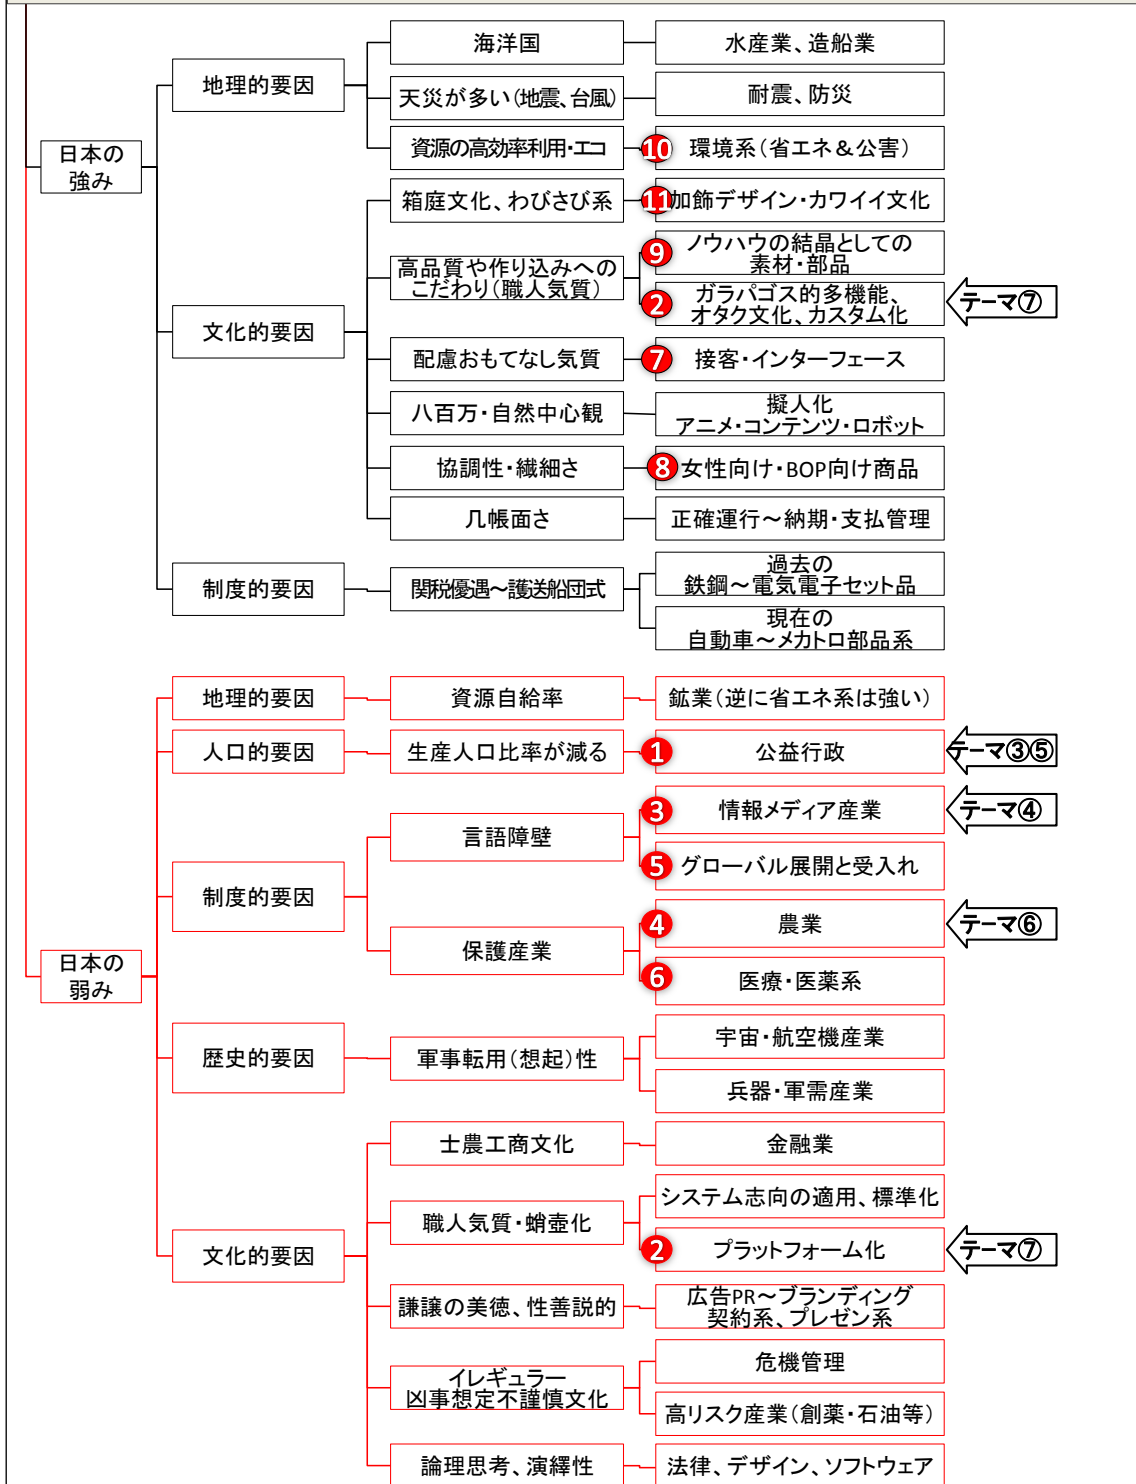 日本の
強み
地理的要因
海洋国
水産業、造船業
天災が多い(地震、台風)
耐震、防災
資源の高効率利用・エコ
10
環境系(省エネ&公害)
文化的要因
箱庭文化、わびさび系
11
加飾デザイン・カワイイ文化
高品質や作り込みへの
こだわり(職人気質)
9
ノウハウの結晶としての
素材・部品
2
ガラパゴス的多機能、
オタク文化、カスタム化
テーマ⑦
配慮おもてなし気質
7
接客・インターフェース
八百万・自然中心観
擬人化
アニメ・コンテンツ・ロボット
協調性・繊細さ
8
女性向け・BOP向け商品
几帳面さ
正確運行～納期・支払管理
制度的要因
関税優遇～護送船団式
過去の
鉄鋼～電気電子セット品
現在の
自動車～メカトロ部品系
日本の
弱み
地理的要因
資源自給率
鉱業(逆に省エネ系は強い)
人口的要因
生産人口比率が減る
1
公益行政
テーマ③⑤
制度的要因
言語障壁
3
情報メディア産業
テーマ④
5
グローバル展開と受入れ
保護産業
4
農業
テーマ⑥
6
医療・医薬系
歴史的要因
軍事転用(想起)性
宇宙・航空機産業
兵器・軍需産業
文化的要因
士農工商文化
金融業
職人気質・蛸壺化
システム志向の適用、標準化
2
プラットフォーム化
テーマ⑦
謙譲の美徳、性善説的
広告PR～ブランディング
契約系、プレゼン系
イレギュラー
凶事想定不謹慎文化
危機管理
高リスク産業(創薬・石油等)
論理思考、演繹性
法律、デザイン、ソフトウェア